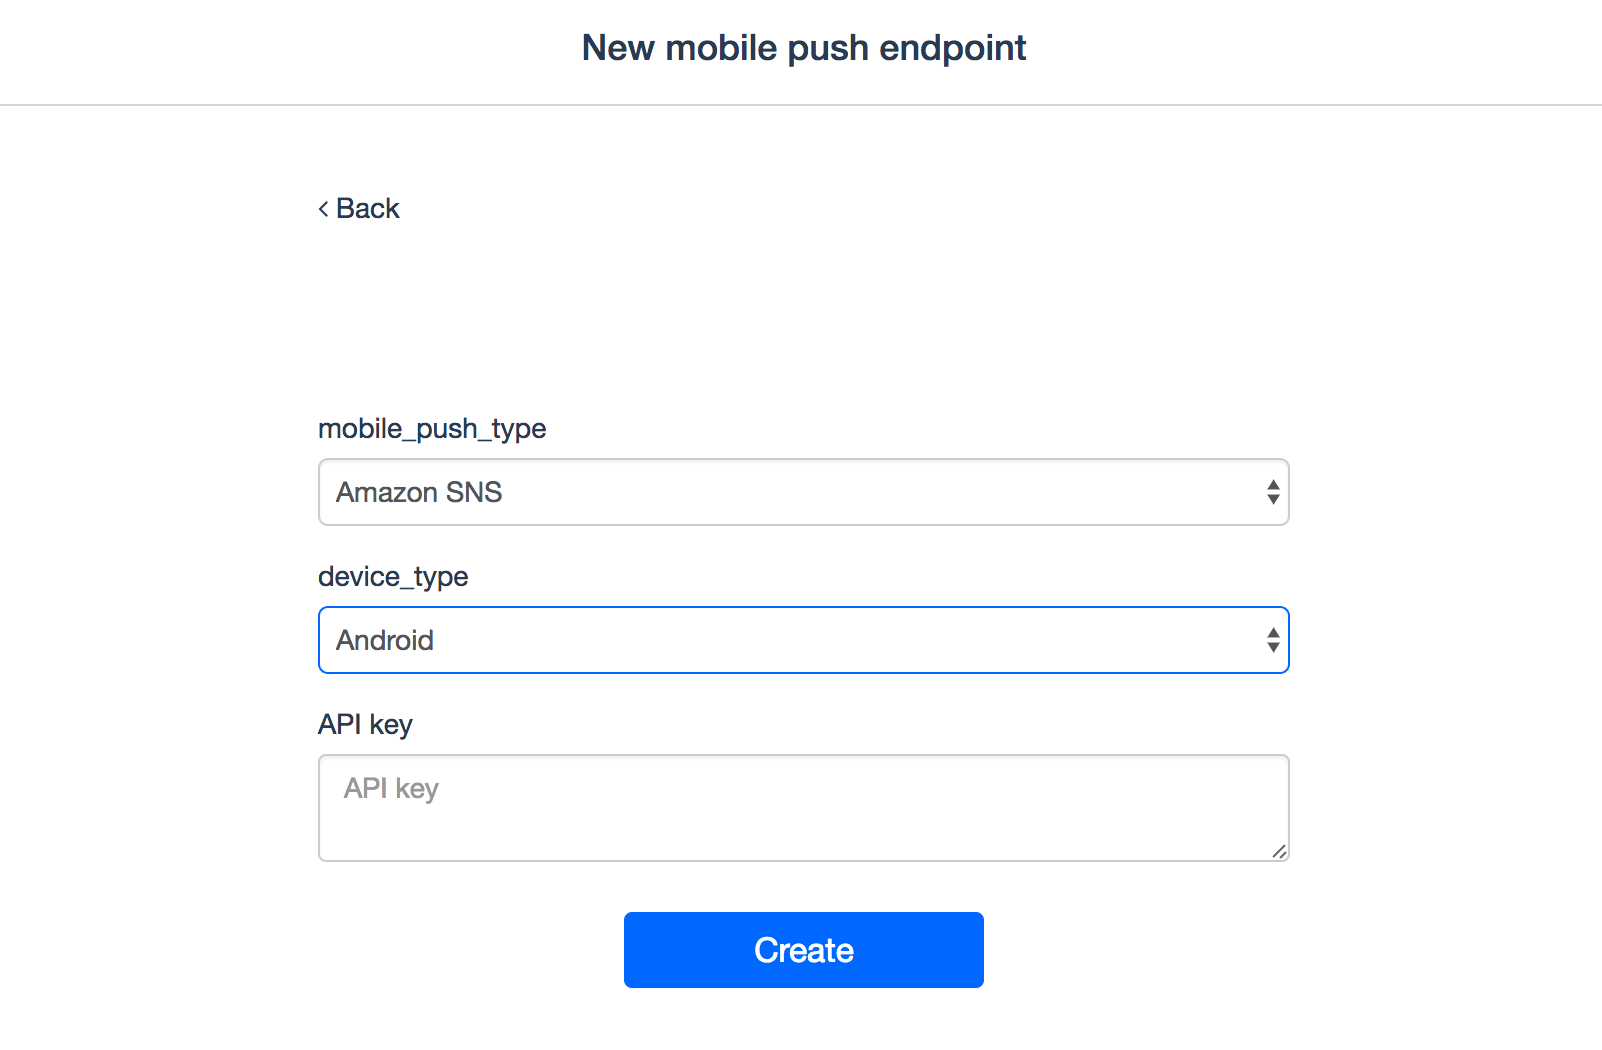 New mobile push endpoint
< Back
mobile_push_type
Amazon SNS
device_type
Android
API key
API key
Create